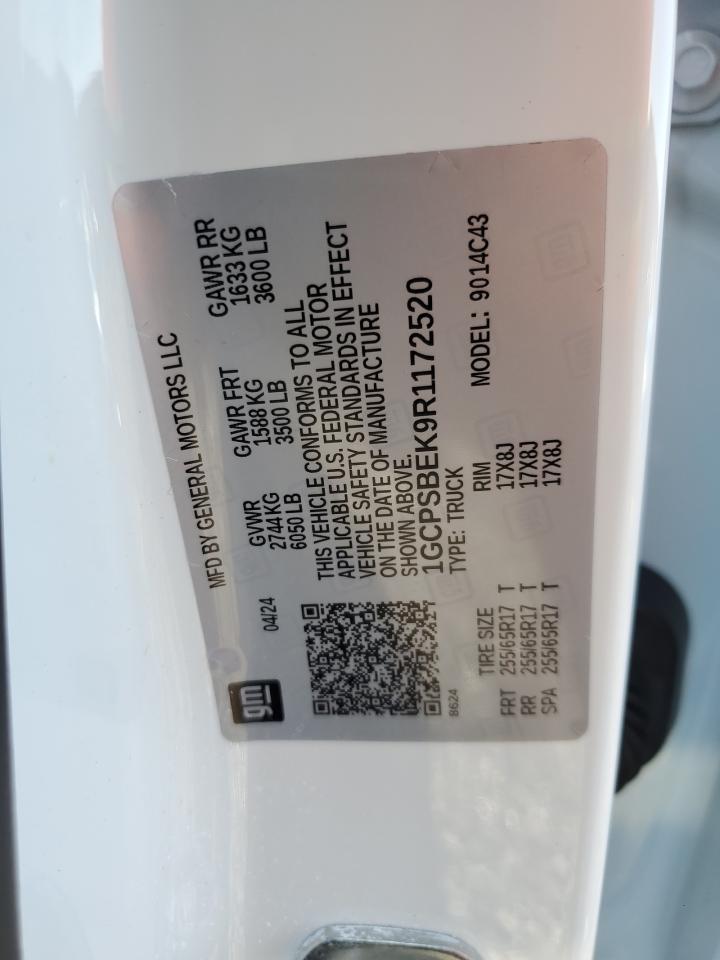 gm
MFD BY GENERAL MOTORS LLC
04/24
GVWR GAWR FRT GAWR RR
2744 KG 1588 KG 1633 KG
6050 LB 3500 LB 3600 LB
THIS VEHICLE CONFORMS TO ALL
APPLICABLE U.S. FEDERAL MOTOR
VEHICLE SAFETY STANDARDS IN EFFECT
ON THE DATE OF MANUFACTURE
SHOWN ABOVE.
1GCPSBEK9R1172520
TYPE: TRUCK MODEL: 9014C43
8624
TIRE SIZE RIM
FRT 255/65R17 T 17X8J
RR 255/65R17 T 17X8J
SPA 255/65R17 T 17X8J